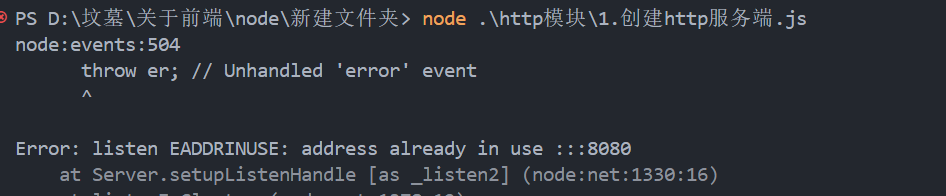 PS D:\坟墓\关于前端\node\新建文件夹> node .\http模块\1.创建http服务端.js
node:events:504
      throw er; // Unhandled 'error' event
      ^
Error: listen EADDRINUSE: address already in use :::8080
    at Server.setupListenHandle [as _listen2] (node:net:1330:16)